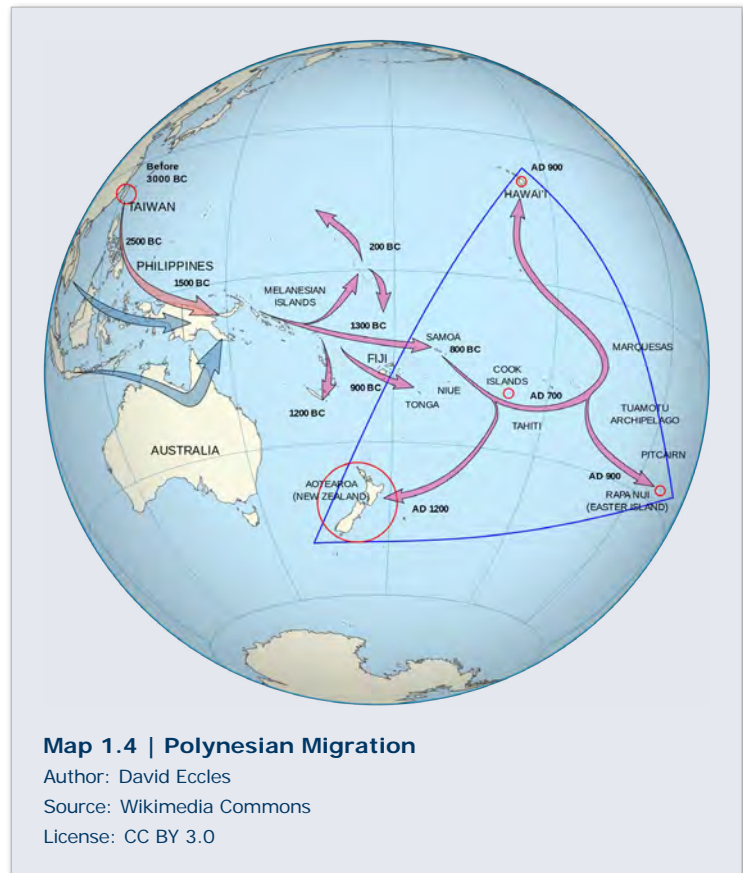 Before
3000 BC
TAIWAN
2500 BC
PHILIPPINES
1500 BC
MELANESIAN
ISLANDS
200 BC
1300 BC
FIJI
900 BC
1200 BC
SAMOA
800 BC
NIUE
TONGA
COOK
ISLANDS
AD 700
TAHITI
AD 900
HAWAI'I
MARQUESAS
TUAMOTU
ARCHIPELAGO
PITCAIRN
AD 900
RAPA NUI
(EASTER ISLAND)
AUSTRALIA
AOTEAROA
(NEW ZEALAND)
AD 1200
Map 1.4 | Polynesian Migration
Author: David Eccles
Source: Wikimedia Commons
License: CC BY 3.0